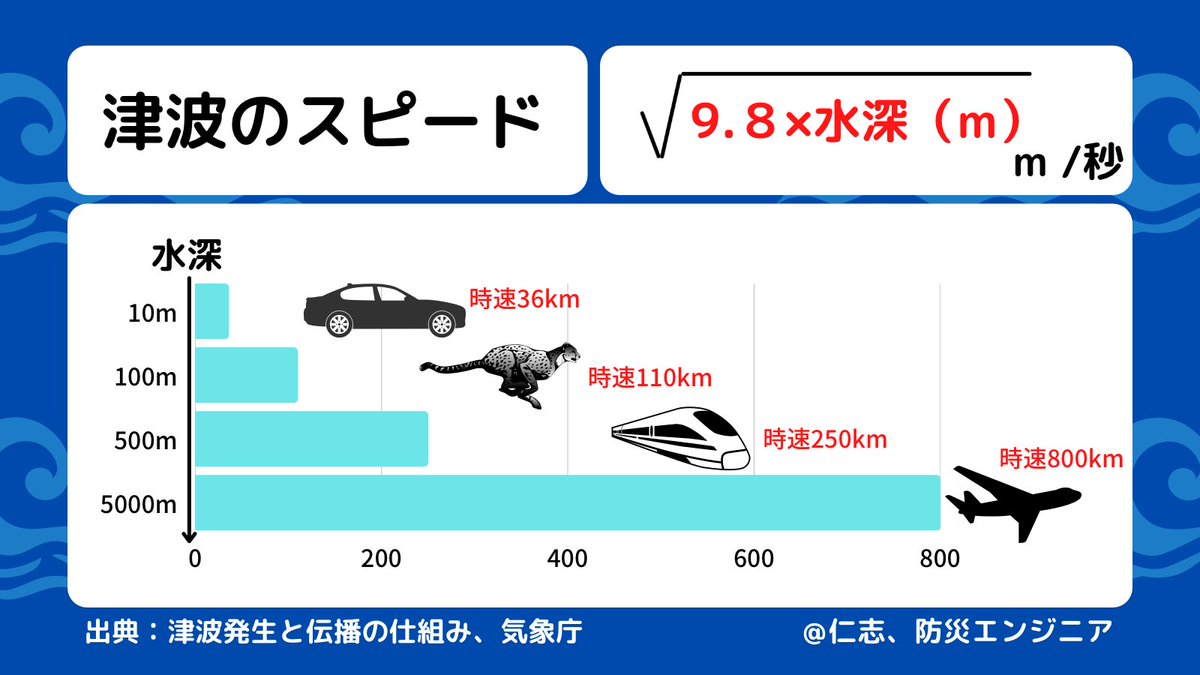 津波のスピード
√9.8×水深（m）
m /秒
水深
10m
時速36km
100m
時速110km
500m
時速250km
5000m
時速800km
0 200 400 600 800
出典：津波発生と伝播の仕組み、気象庁
@仁志、防災エンジニア